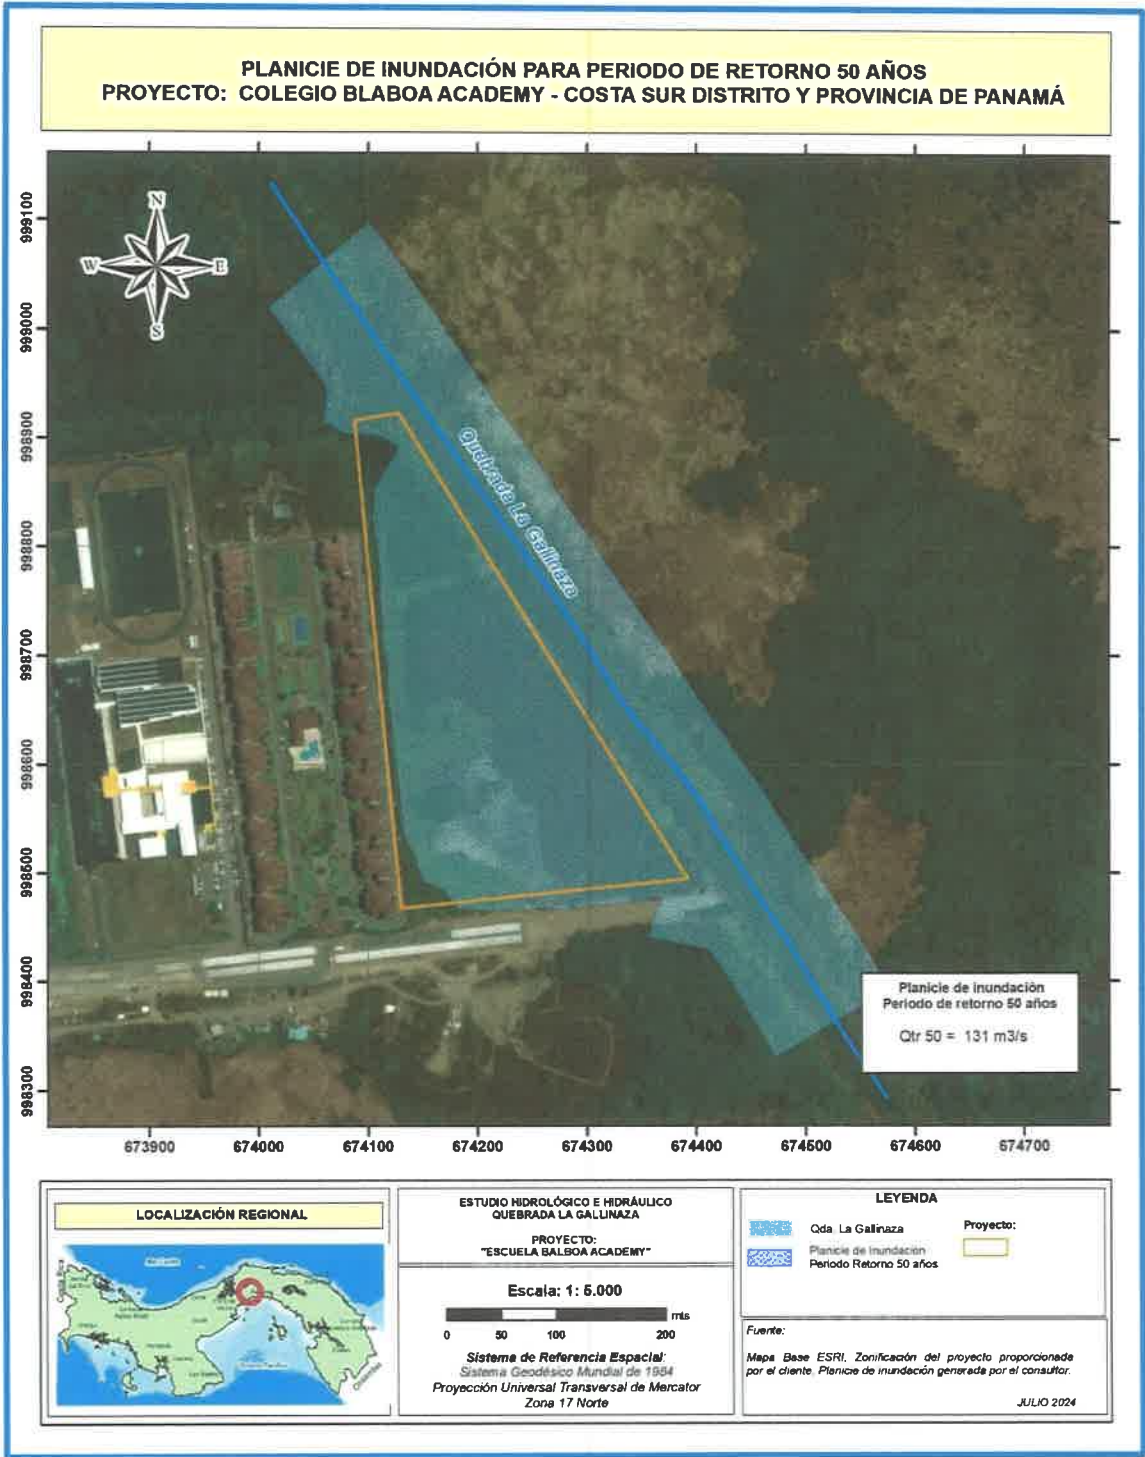 PLANICIE DE INUNDACIÓN PARA PERIODO DE RETORNO 50 AÑOS
PROYECTO: COLEGIO BLABOA ACADEMY - COSTA SUR DISTRITO Y PROVINCIA DE PANAMÁ
N
W
E
S
999100
999000
998900
998800
998700
998600
998500
998400
998300
Quebrada La Gallinaza
Planicie de inundación
Periodo de retorno 50 años
Qtr 50 = 131 m3/s
673900 674000 674100 674200 674300 674400 674500 674600 674700
LOCALIZACIÓN REGIONAL
ESTUDIO HIDROLÓGICO E HIDRÁULICO
QUEBRADA LA GALLINAZA
PROYECTO:
"ESCUELA BALBOA ACADEMY"
Escala: 1: 5.000
mts
0 50 100 200
Sistema de Referencia Espacial:
Sistema Geodésico Mundial de 1984
Proyección Universal Transversal de Mercator
Zona 17 Norte
LEYENDA
Qda. La Gallinaza
Planicie de Inundación
Periodo Retorno 50 años
Proyecto:
Fuente:
Mapa Base ESRI, Zonificación del proyecto proporcionada
por el cliente. Planicie de inundación generada por el consultor.
JULIO 2024